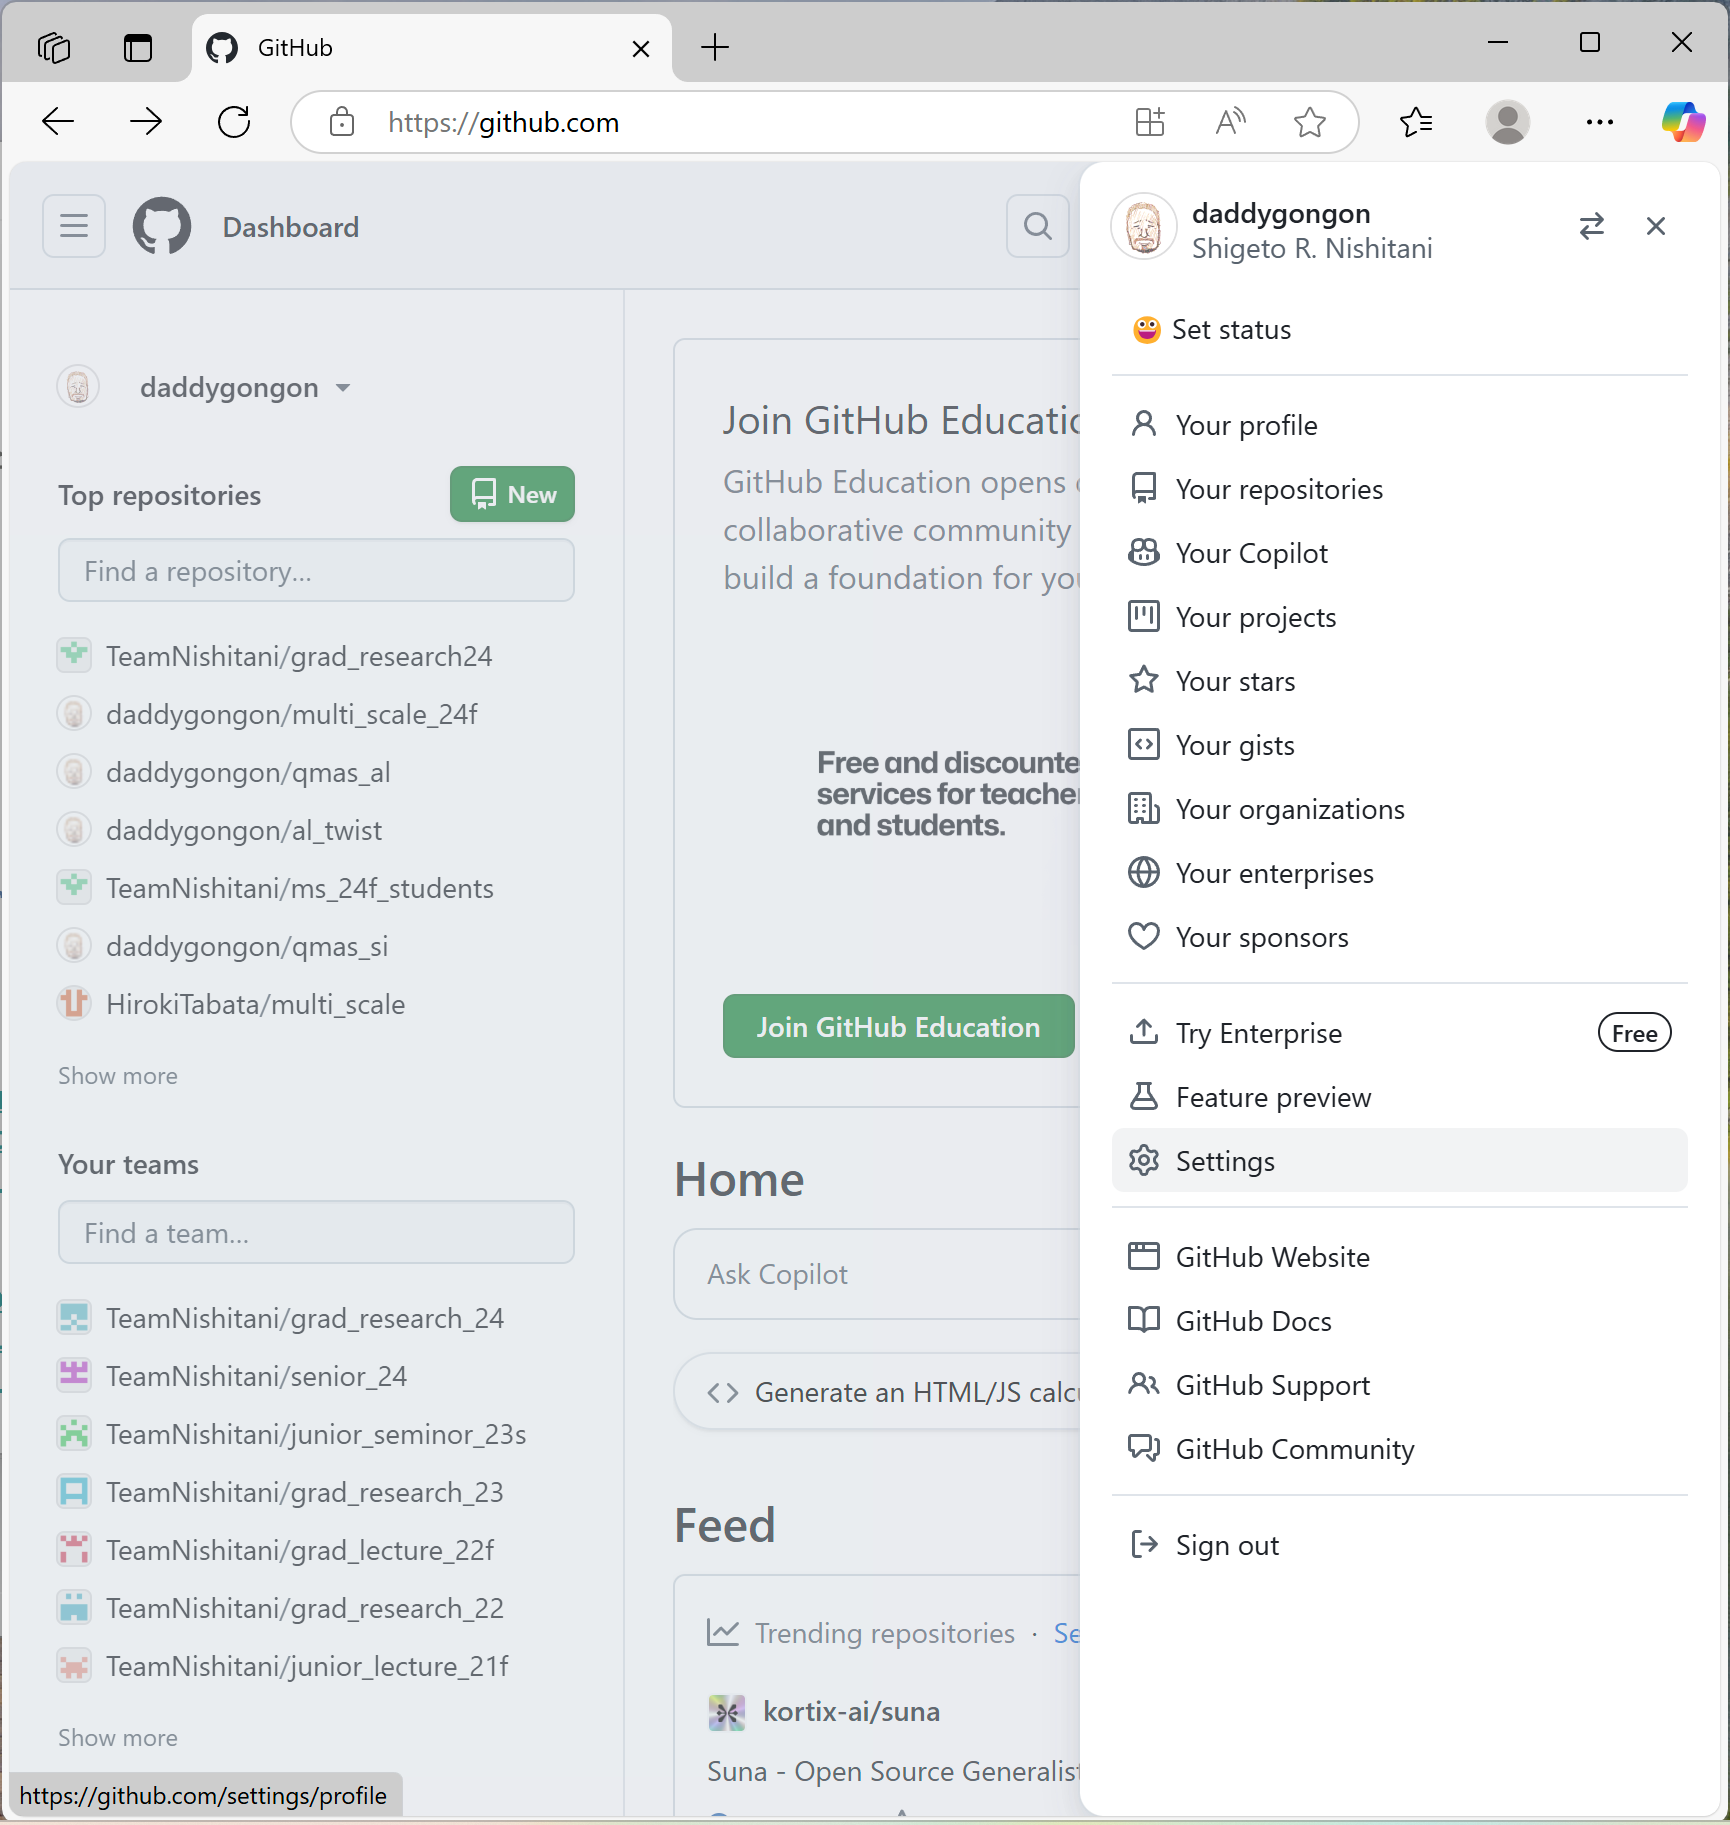 GitHub
https://github.com
Dashboard
daddygongon
Top repositories
New
Find a repository...
TeamNishitani/grad_research24
daddygongon/multi_scale_24f
daddygongon/qmas_al
daddygongon/al_twist
TeamNishitani/ms_24f_students
daddygongon/qmas_si
HirokiTabata/multi_scale
Show more
Your teams
Find a team...
TeamNishitani/grad_research_24
TeamNishitani/senior_24
TeamNishitani/junior_seminor_23s
TeamNishitani/grad_research_23
TeamNishitani/grad_lecture_22f
TeamNishitani/grad_research_22
TeamNishitani/junior_lecture_21f
Show more
https://github.com/settings/profile
Join GitHub Educatio
GitHub Education opens
collaborative community
build a foundation for you
Free and discounte
services for teache
and students.
Join GitHub Education
Home
Ask Copilot
Generate an HTML/JS calcu
Feed
Trending repositories · Se
kortix-ai/suna
Suna - Open Source Generalist
daddygongon
Shigeto R. Nishitani
Set status
Your profile
Your repositories
Your Copilot
Your projects
Your stars
Your gists
Your organizations
Your enterprises
Your sponsors
Try Enterprise
Free
Feature preview
Settings
GitHub Website
GitHub Docs
GitHub Support
GitHub Community
Sign out